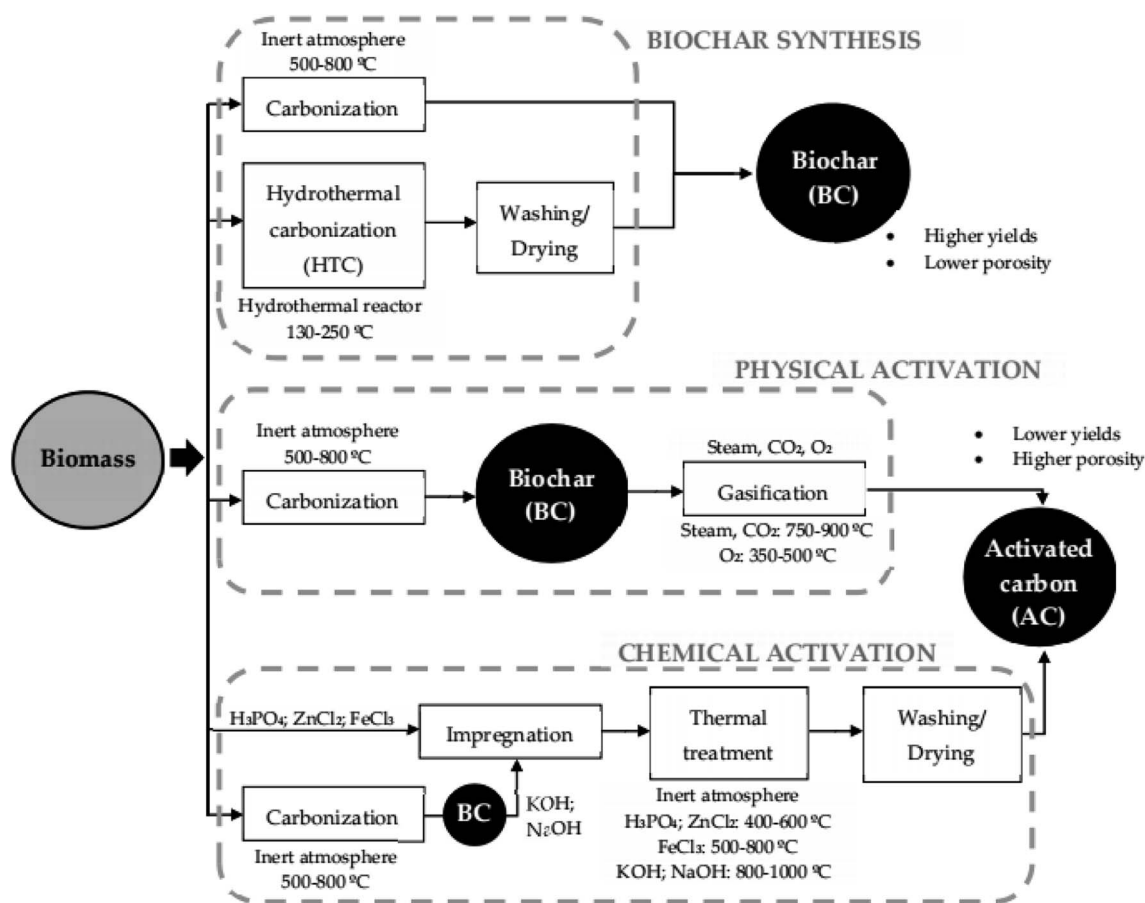 BIOCHAR SYNTHESIS
Inert atmosphere
500-800 ºC
Carbonization
Hydrothermal
carbonization
(HTC)
Hydrothermal reactor
130-250 ºC
Washing/
Drying
Biochar
(BC)
• Higher yields
• Lower porosity
Biomass
PHYSICAL ACTIVATION
Inert atmosphere
500-800 ºC
Carbonization
Biochar
(BC)
Steam, CO₂, O₂
Gasification
Steam, CO₂: 750-900 ºC
O₂: 350-500 ºC
• Lower yields
• Higher porosity
Activated
carbon
(AC)
CHEMICAL ACTIVATION
H₃PO₄; ZnCl₂; FeCl₃
Impregnation
Carbonization
Inert atmosphere
500-800 ºC
BC
KOH;
NaOH
Thermal
treatment
Inert atmosphere
H₃PO₄; ZnCl₂: 400-600 ºC
FeCl₃: 500-800 ºC
KOH; NaOH: 800-1000 ºC
Washing/
Drying